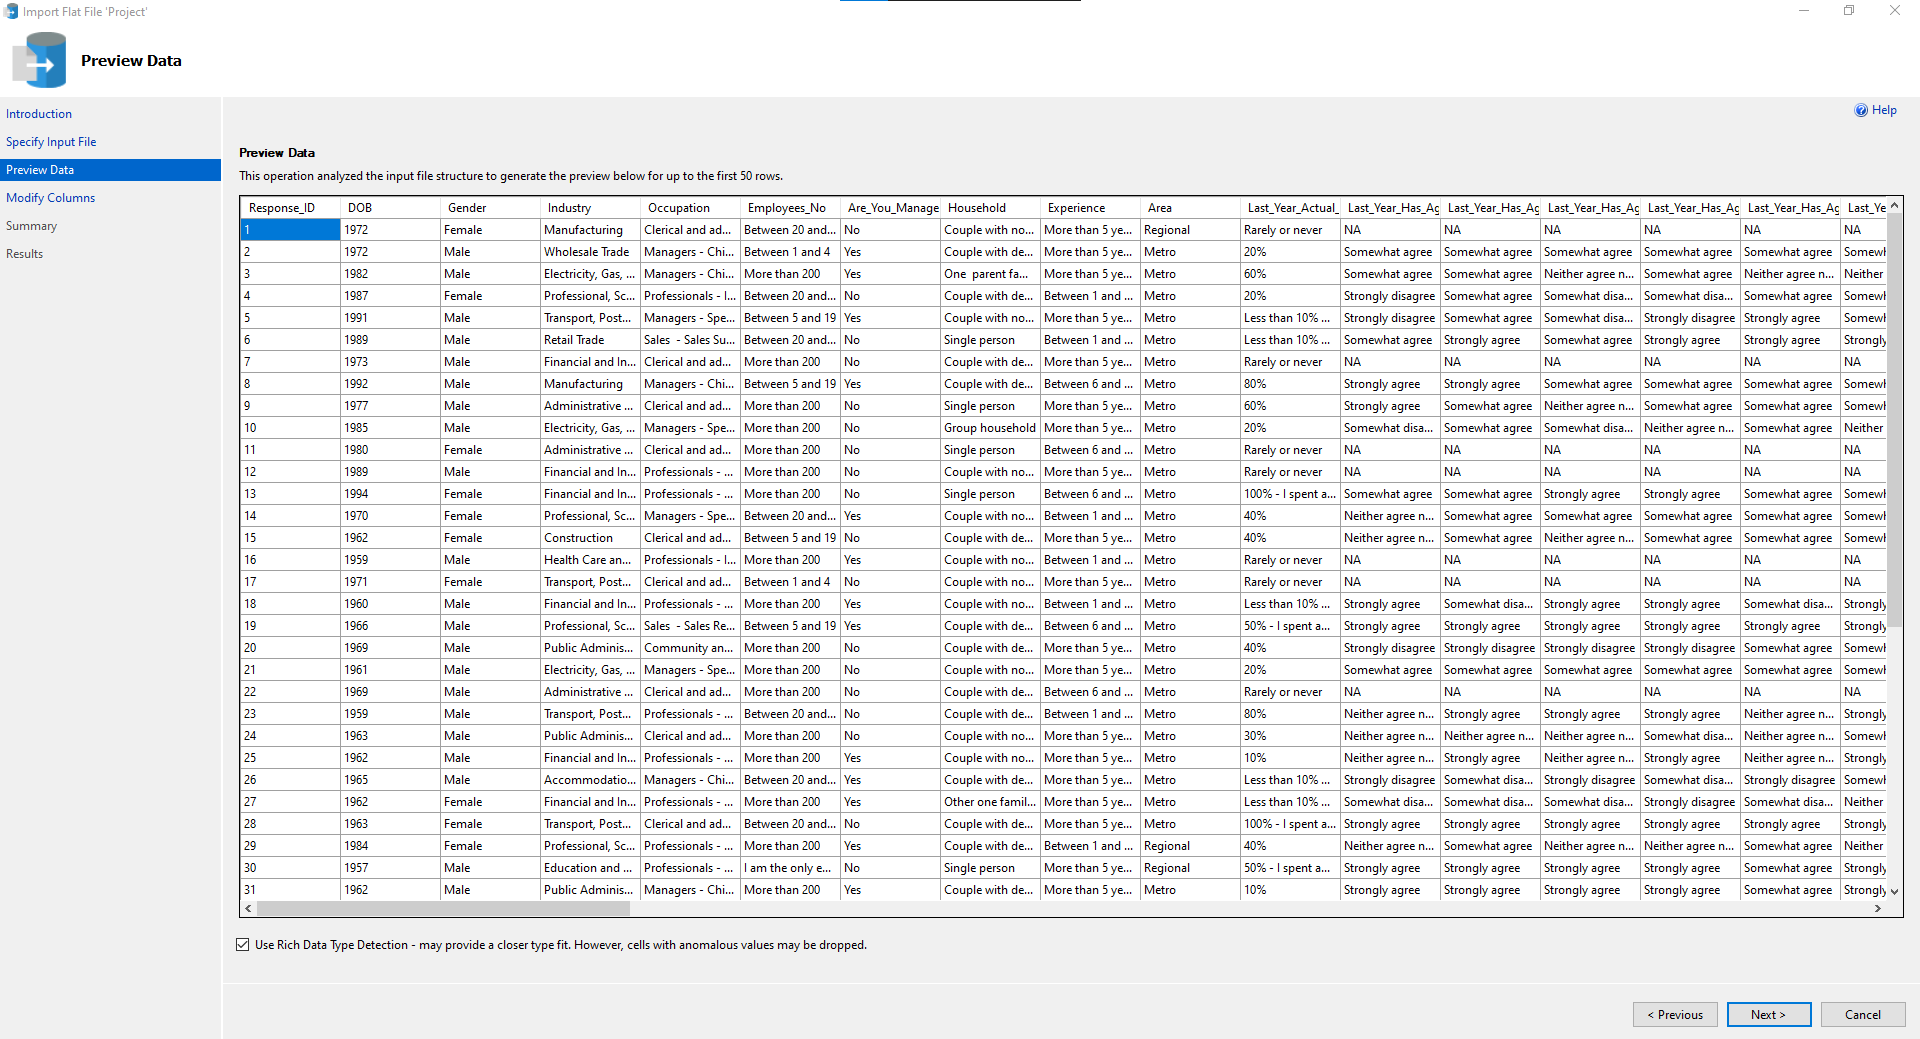 Import Flat File 'Project'
Preview Data
Introduction
Specify Input File
Preview Data
Modify Columns
Summary
Results
Help
Preview Data
This operation analyzed the input file structure to generate the preview below for up to the first 50 rows.
Response_ID DOB Gender Industry Occupation Employees_No Are_You_Manage Household Experience Area Last_Year_Actual_ Last_Year_Has_Ag Last_Year_Has_Ag Last_Year_Has_Ag Last_Year_Has_Ag Last_Year_Has_Ag Last_Ye
1 1972 Female Manufacturing Clerical and ad... Between 20 and... No Couple with no... More than 5 ye... Regional Rarely or never NA NA NA NA NA NA
2 1972 Male Wholesale Trade Managers - Chi... Between 1 and 4 Yes Couple with no... More than 5 ye... Metro 20% Somewhat agree Somewhat agree Somewhat agree Somewhat agree Somewhat agree Somewh
3 1982 Male Electricity, Gas, ... Managers - Chi... More than 200 Yes One  parent fa... More than 5 ye... Metro 60% Somewhat agree Somewhat agree Neither agree n... Somewhat agree Neither agree n... Neither
4 1987 Female Professional, Sc... Professionals - I... Between 20 and... No Couple with de... Between 1 and ... Metro 20% Strongly disagree Somewhat agree Somewhat disa... Somewhat disa... Somewhat agree Somewh
5 1991 Male Transport, Post... Managers - Spe... Between 5 and 19 Yes Couple with no... More than 5 ye... Metro Less than 10% ... Strongly disagree Somewhat agree Somewhat disa... Strongly disagree Strongly agree Somewh
6 1989 Male Retail Trade Sales  - Sales Su... Between 20 and... No Single person Between 1 and ... Metro Less than 10% ... Somewhat agree Strongly agree Somewhat agree Strongly agree Strongly agree Strongly
7 1973 Male Financial and In... Clerical and ad... More than 200 No Couple with de... More than 5 ye... Metro Rarely or never NA NA NA NA NA NA
8 1992 Male Manufacturing Managers - Chi... Between 5 and 19 Yes Couple with de... Between 6 and ... Metro 80% Strongly agree Strongly agree Somewhat agree Somewhat agree Somewhat agree Somewh
9 1977 Male Administrative ... Clerical and ad... More than 200 No Single person More than 5 ye... Metro 60% Strongly agree Somewhat agree Neither agree n... Somewhat agree Somewhat agree Somewh
10 1985 Male Electricity, Gas, ... Managers - Spe... More than 200 No Group household More than 5 ye... Metro 20% Somewhat disa... Somewhat agree Somewhat disa... Neither agree n... Somewhat agree Neither
11 1980 Female Administrative ... Clerical and ad... More than 200 No Single person Between 6 and ... Metro Rarely or never NA NA NA NA NA NA
12 1989 Male Financial and In... Professionals - ... More than 200 No Couple with no... More than 5 ye... Metro Rarely or never NA NA NA NA NA NA
13 1994 Female Financial and In... Professionals - ... More than 200 No Single person Between 6 and ... Metro 100% - I spent a... Somewhat agree Somewhat agree Strongly agree Strongly agree Somewhat agree Somewh
14 1970 Female Professional, Sc... Managers - Spe... Between 20 and... Yes Couple with no... Between 1 and ... Metro 40% Neither agree n... Somewhat agree Somewhat agree Somewhat agree Somewhat agree Somewh
15 1962 Female Construction Clerical and ad... Between 5 and 19 No Couple with de... More than 5 ye... Metro 40% Neither agree n... Somewhat agree Neither agree n... Somewhat agree Somewhat agree Somewh
16 1959 Male Health Care an... Professionals - I... More than 200 Yes Couple with no... Between 1 and ... Metro Rarely or never NA NA NA NA NA NA
17 1971 Female Transport, Post... Clerical and ad... Between 1 and 4 No Couple with no... More than 5 ye... Metro Rarely or never NA NA NA NA NA NA
18 1960 Male Financial and In... Professionals - ... More than 200 Yes Couple with no... Between 1 and ... Metro Less than 10% ... Strongly agree Somewhat disa... Strongly agree Strongly agree Somewhat disa... Strongly
19 1966 Male Professional, Sc... Sales  - Sales Re... Between 5 and 19 Yes Couple with de... Between 6 and ... Metro 50% - I spent a... Strongly agree Strongly agree Strongly agree Strongly agree Strongly agree Strongly
20 1969 Male Public Adminis... Community an... More than 200 No Couple with de... More than 5 ye... Metro 40% Strongly disagree Strongly disagree Strongly disagree Strongly disagree Somewhat agree Somewh
21 1961 Male Electricity, Gas, ... Managers - Spe... More than 200 No Couple with no... More than 5 ye... Metro 20% Somewhat agree Somewhat agree Somewhat agree Somewhat agree Somewhat agree Somewh
22 1969 Male Administrative ... Clerical and ad... More than 200 No Couple with de... Between 6 and ... Metro Rarely or never NA NA NA NA NA NA
23 1959 Male Transport, Post... Professionals - ... Between 20 and... No Couple with de... Between 1 and ... Metro 80% Neither agree n... Strongly agree Strongly agree Strongly agree Neither agree n... Strongly
24 1963 Male Public Adminis... Clerical and ad... More than 200 No Couple with no... More than 5 ye... Metro 30% Neither agree n... Neither agree n... Neither agree n... Somewhat disa... Neither agree n... Somewh
25 1962 Male Financial and In... Professionals - ... More than 200 Yes Couple with no... More than 5 ye... Metro 10% Neither agree n... Strongly agree Neither agree n... Strongly agree Neither agree n... Strongly
26 1965 Male Accommodatio... Managers - Chi... Between 20 and... Yes Couple with de... More than 5 ye... Metro Less than 10% ... Strongly disagree Somewhat disa... Strongly disagree Somewhat disa... Strongly disagree Somewh
27 1962 Female Financial and In... Professionals - ... More than 200 Yes Other one famil... More than 5 ye... Metro Less than 10% ... Somewhat disa... Somewhat agree Somewhat disa... Strongly disagree Somewhat disa... Neither
28 1963 Female Transport, Post... Clerical and ad... Between 20 and... No Couple with de... More than 5 ye... Metro 100% - I spent a... Strongly agree Strongly agree Strongly agree Strongly agree Strongly agree Strongly
29 1984 Female Professional, Sc... Professionals - ... More than 200 Yes Couple with de... Between 1 and ... Regional 40% Neither agree n... Somewhat agree Neither agree n... Neither agree n... Somewhat agree Neither
30 1957 Male Education and ... Professionals - ... I am the only e... No Single person More than 5 ye... Regional 50% - I spent a... Strongly agree Strongly agree Strongly agree Strongly agree Somewhat agree Strongly
31 1962 Male Public Adminis... Managers - Chi... More than 200 Yes Couple with de... More than 5 ye... Metro 10% Strongly agree Strongly agree Strongly agree Strongly agree Somewhat agree Strongly
Use Rich Data Type Detection - may provide a closer type fit. However, cells with anomalous values may be dropped.
< Previous Next > Cancel